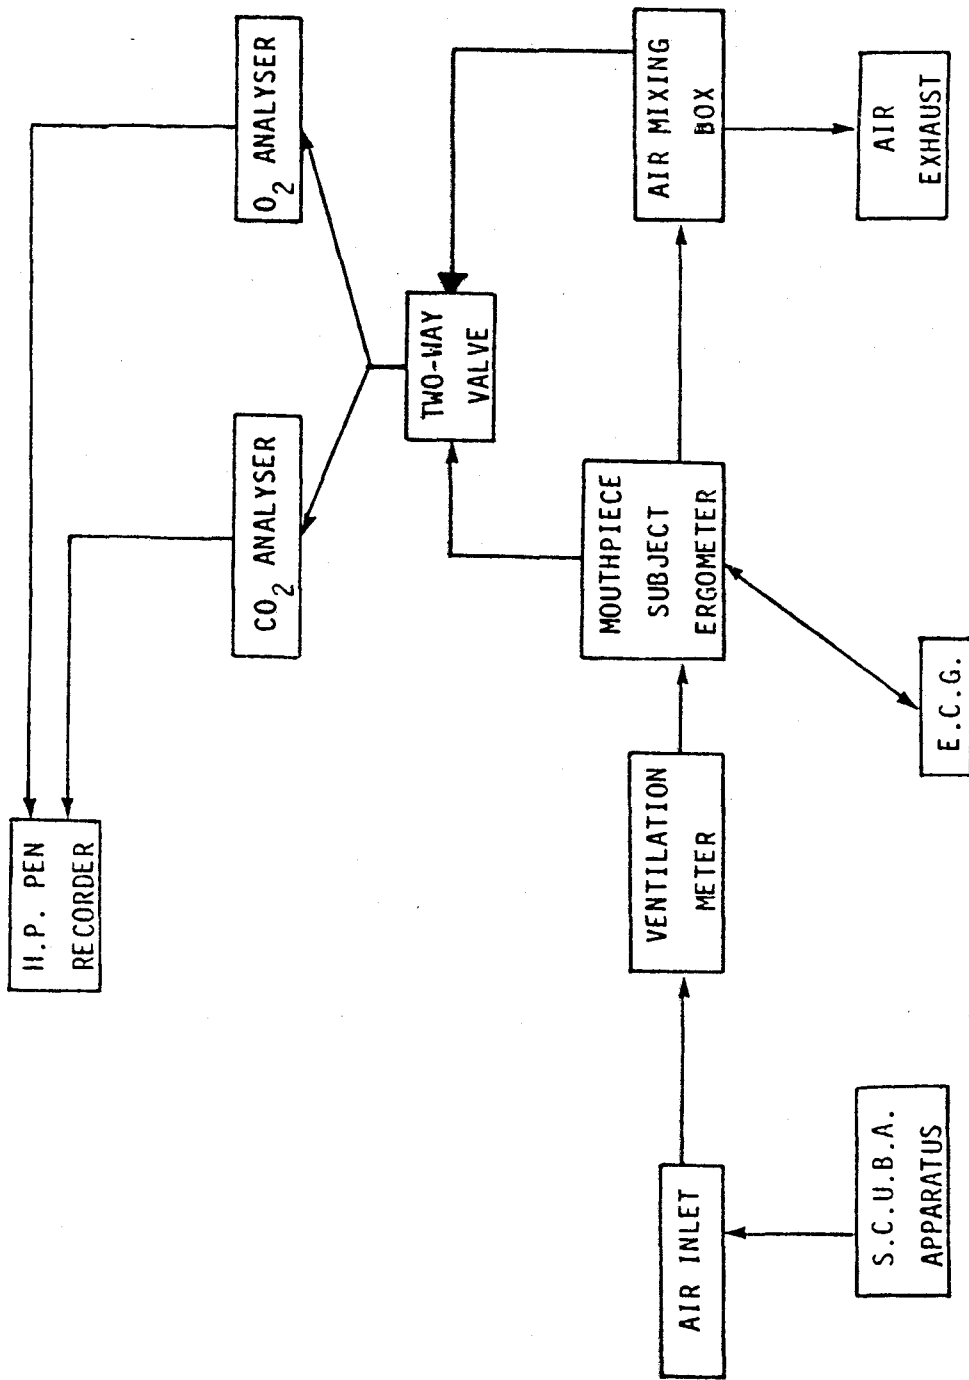 H.P. PEN
RECORDER
CO2 ANALYSER
O2 ANALYSER
TWO-WAY
VALVE
AIR INLET
VENTILATION
METER
MOUTHPIECE
SUBJECT
ERGOMETER
AIR MIXING
BOX
S.C.U.B.A.
APPARATUS
E.C.G.
AIR
EXHAUST